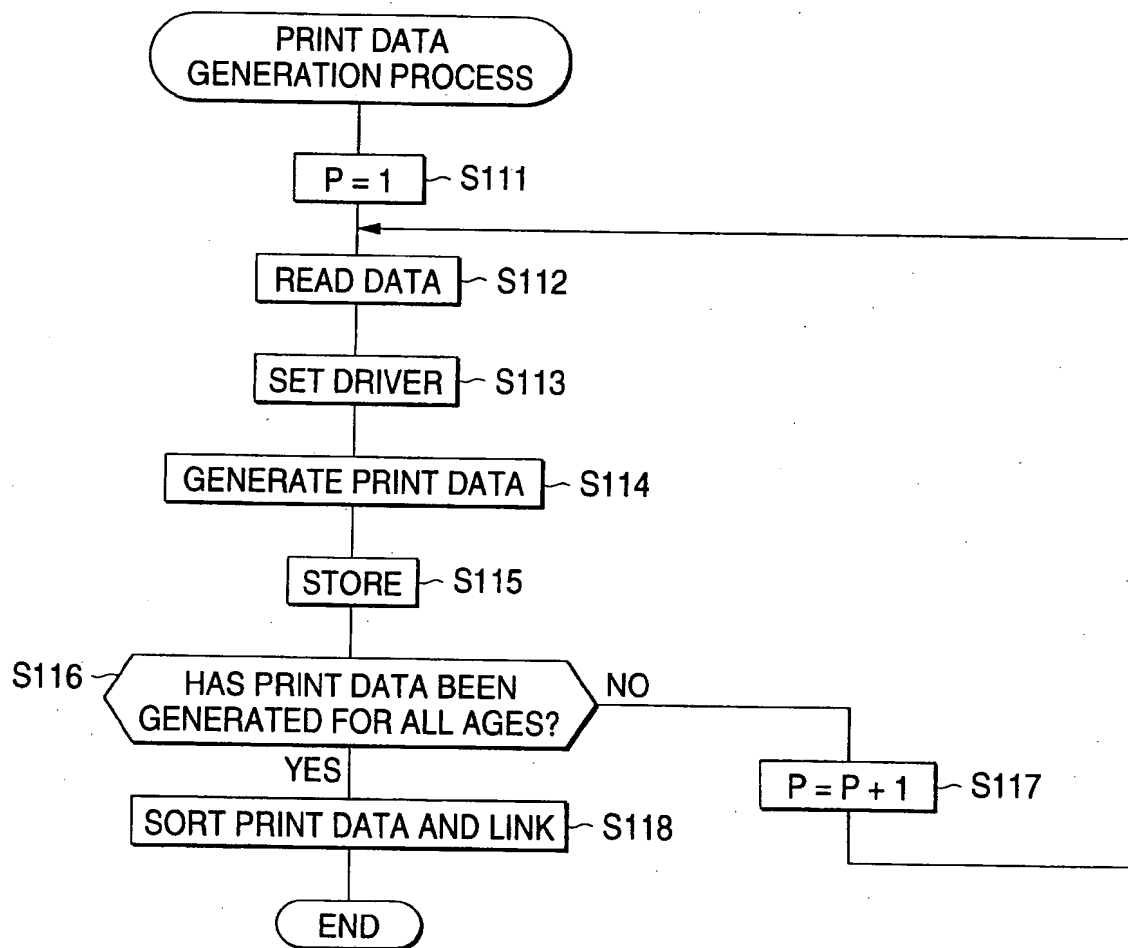 PRINT DATA
GENERATION PROCESS
P = 1
S111
READ DATA
S112
SET DRIVER
S113
GENERATE PRINT DATA
S114
STORE
S115
S116
HAS PRINT DATA BEEN
GENERATED FOR ALL AGES?
NO
YES
P = P + 1
S117
SORT PRINT DATA AND LINK
S118
END